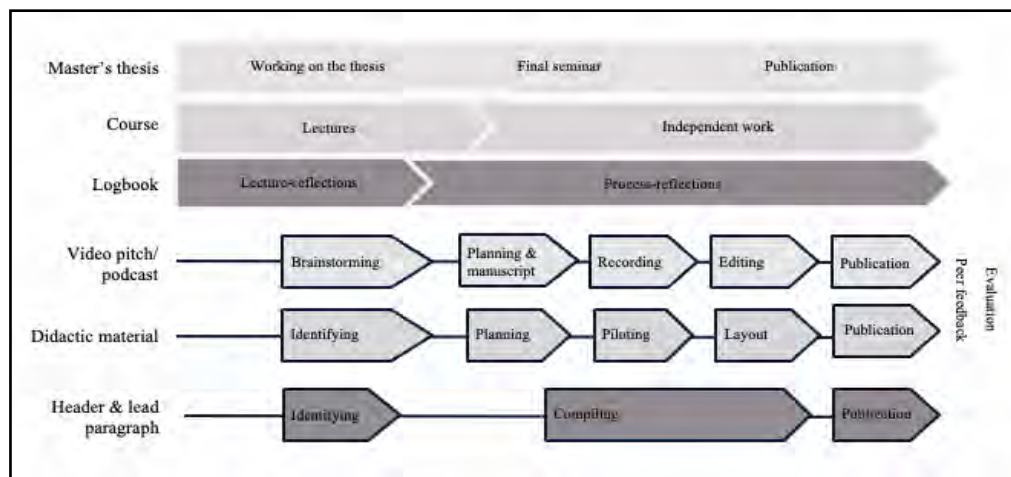 Master's thesis
Working on the thesis
Final seminar
Publication
Course
Lectures
Independent work
Logbook
Lecture-reflections
Process-reflections
Video pitch/
podcast
Brainstorming
Planning &
manuscript
Recording
Editing
Publication
Didactic material
Identifying
Planning
Piloting
Layout
Publication
Header & lead
paragraph
Identifying
Compiling
Publication
Evaluation
Peer feedback